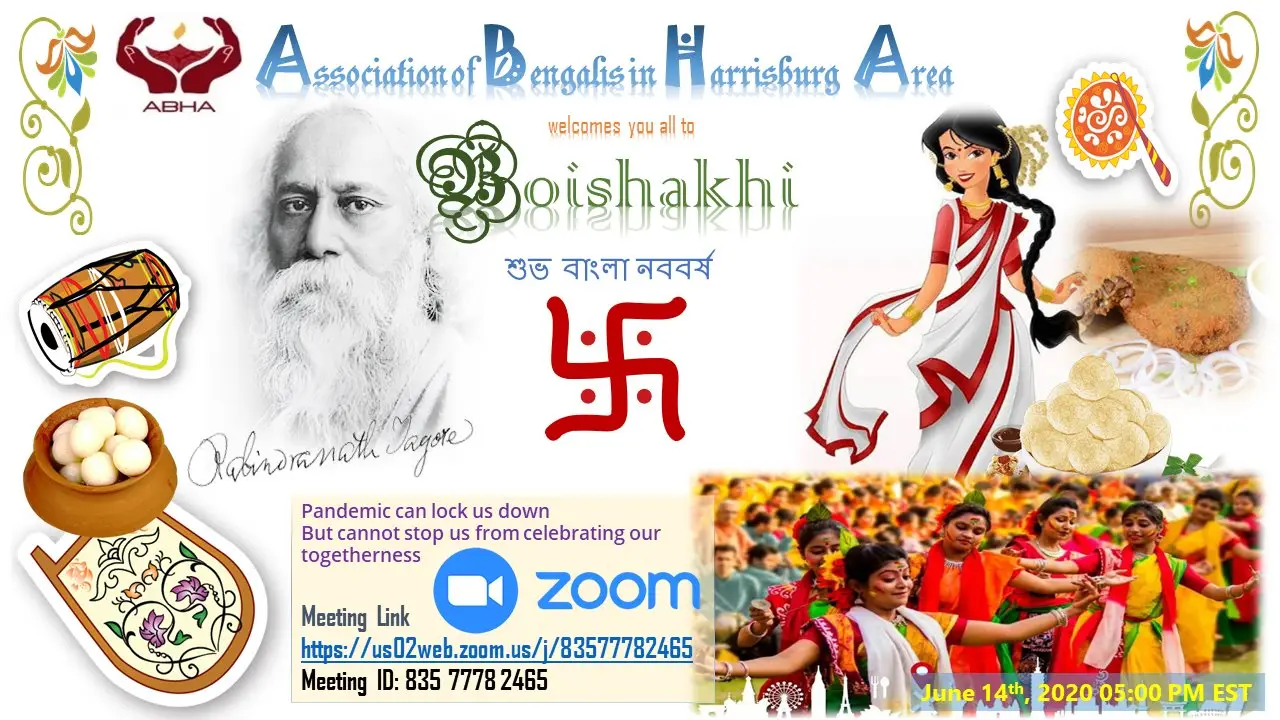 ABHA
Association of Bengalis in Harrisburg Area
welcomes you all to
Boishakhi
শুভ বাংলা নববর্ষ
Rabindranath Tagore
Pandemic can lock us down
But cannot stop us from celebrating our
togetherness
zoom
Meeting Link
https://us02web.zoom.us/j/83577782465
Meeting ID: 835 7778 2465
June 14th, 2020 05:00 PM EST